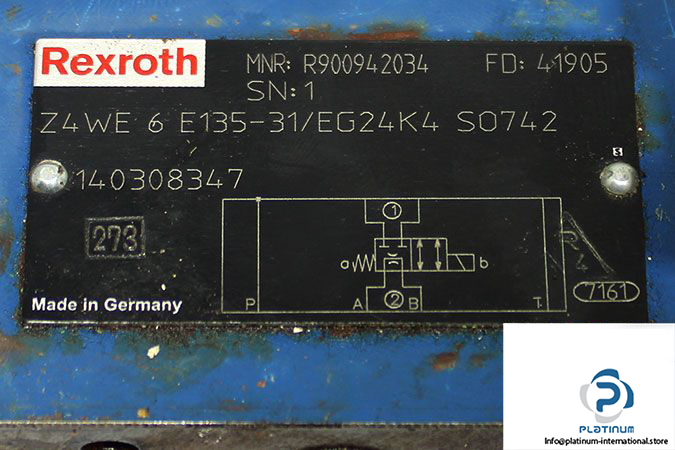 Rexroth MNR: R900942034 FD: 41905
SN: 1
Z4WE 6 E135-31/EG24K4 SO742
S
140308347
273
1
a b
P A 2 B T
7161
Made in Germany
PLATINUM
Info@platinum-international.store